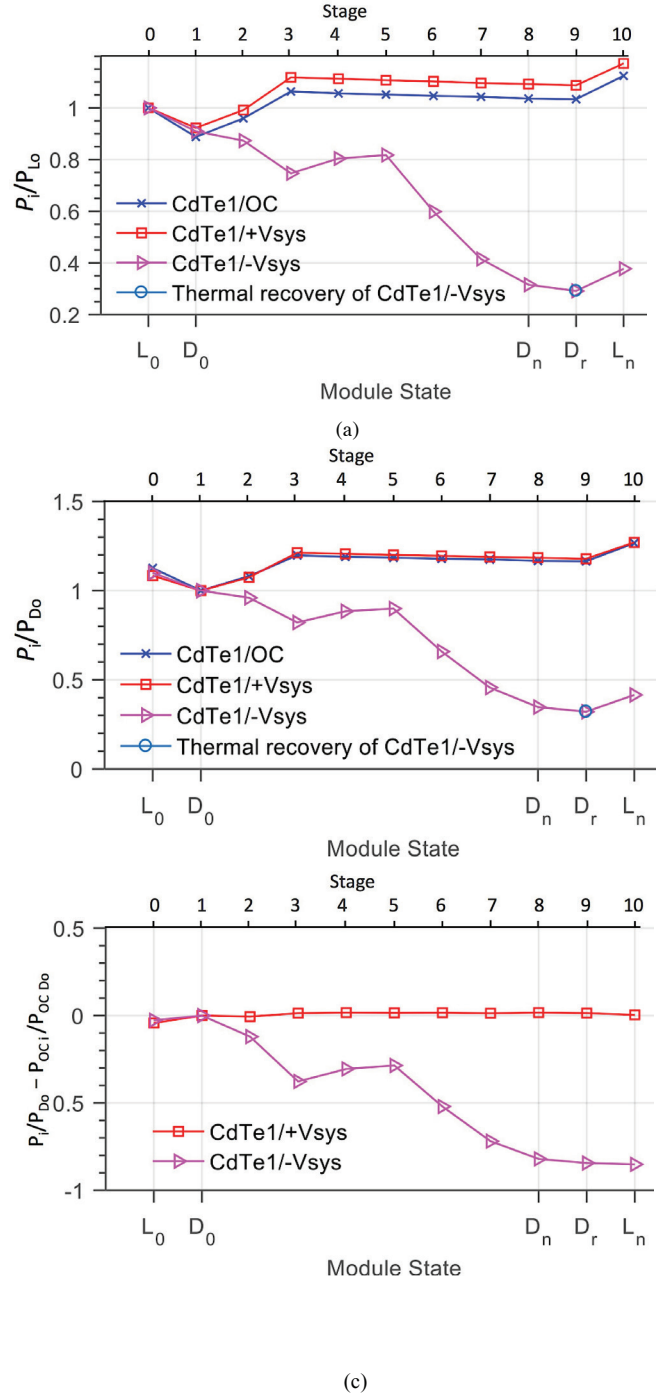 Stage
0 1 2 3 4 5 6 7 8 9 10
1
0.8
0.6
0.4
0.2
P_i/P_Lo
CdTe1/OC
CdTe1/+Vsys
CdTe1/-Vsys
Thermal recovery of CdTe1/-Vsys
L_0 D_0 D_n D_r L_n
Module State
(a)
Stage
0 1 2 3 4 5 6 7 8 9 10
1.5
1
0.5
0
P_i/P_Do
CdTe1/OC
CdTe1/+Vsys
CdTe1/-Vsys
Thermal recovery of CdTe1/-Vsys
L_0 D_0 D_n D_r L_n
Module State
Stage
0 1 2 3 4 5 6 7 8 9 10
0.5
0
0.5
-1
P_i/P_Do - P_OC i/P_OC Do
CdTe1/+Vsys
CdTe1/-Vsys
L_0 D_0 D_n D_r L_n
Module State
(c)